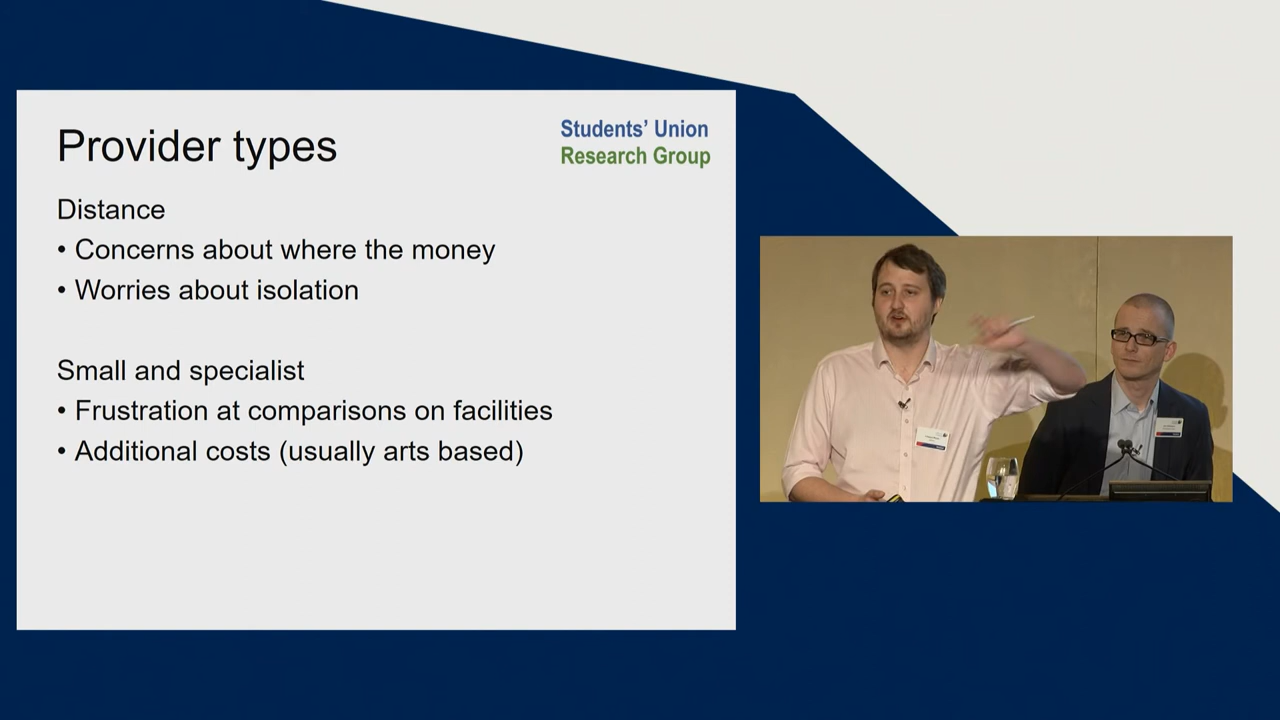 Provider types
Students' Union
Research Group
Distance
• Concerns about where the money
• Worries about isolation
Small and specialist
• Frustration at comparisons on facilities
• Additional costs (usually arts based)